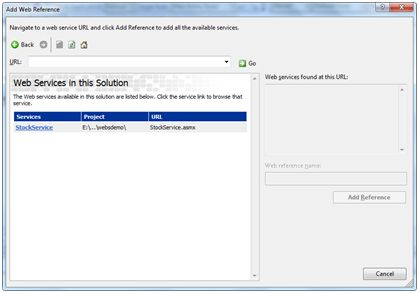 Add Web Reference
Navigate to a web service URL and click Add Reference to add all the available services.
Back
URL:
Go
Web Services in this Solution
The Web services available in this solution are listed below. Click the service link to browse that
service.
Services Project URL
StockService E:\...\websdemo\ StockService.asmx
Web services found at this URL:
Web reference name:
Add Reference
Cancel